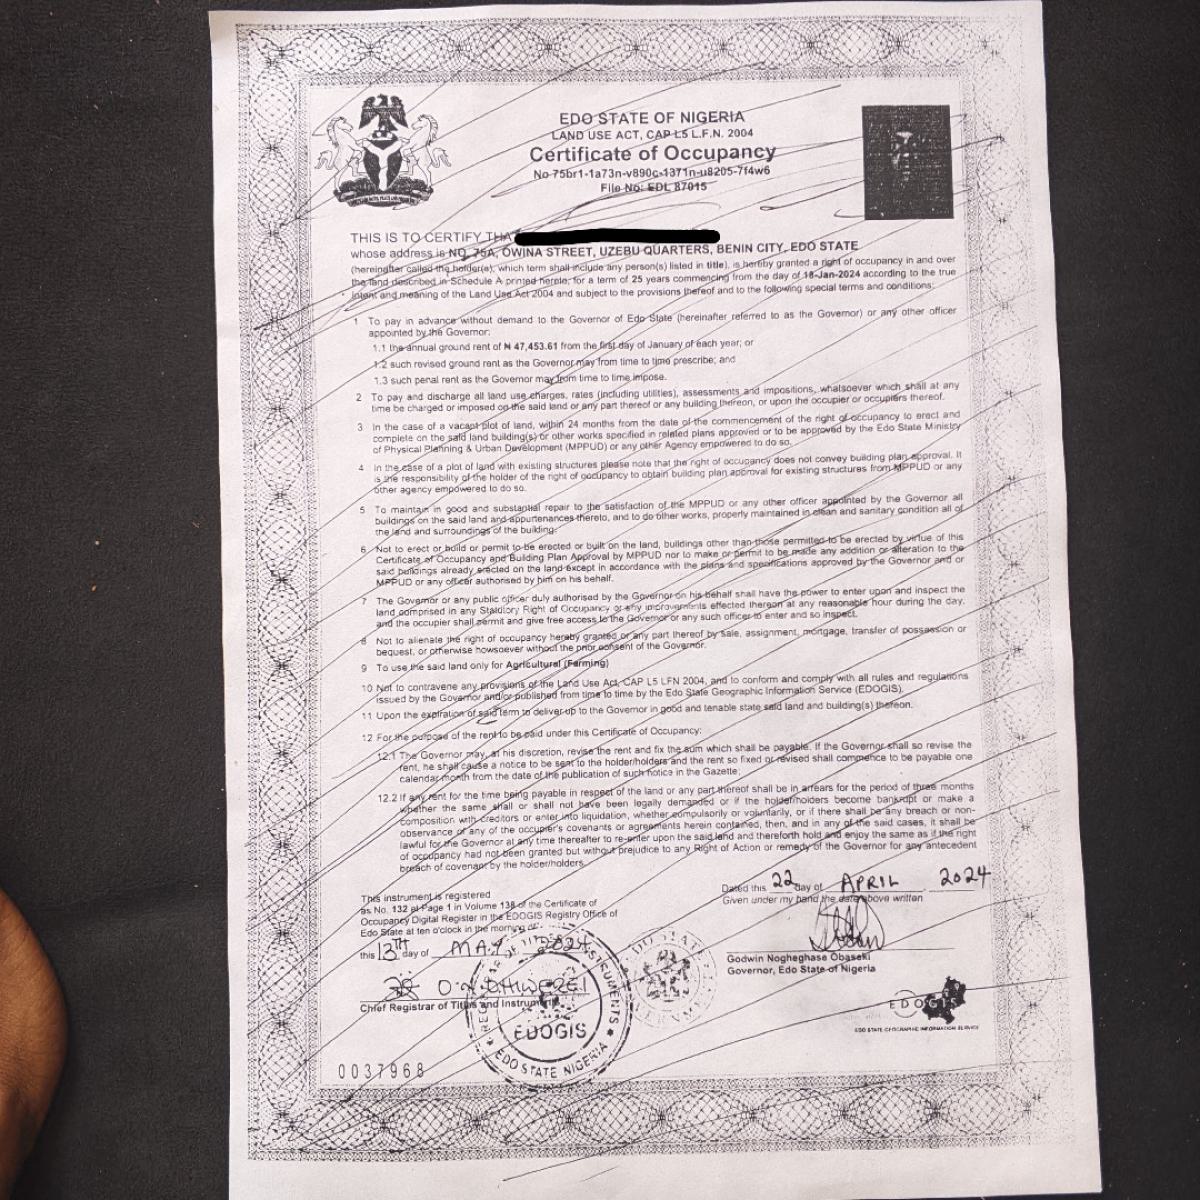 EDO STATE OF NIGERIA
LAND USE ACT, CAP L5 L.F.N. 2004
Certificate of Occupancy
No 75br1-1a73n-v890c-1371n-u8205-7f4w6
File No: EDL 87015
THIS IS TO CERTIFY THA
whose address is NO. 75A, OWINA STREET, UZEBU QUARTERS, BENIN CITY, EDO STATE
(hereinafter called the holder(s), which term shall include any person(s) listed in title), is hereby granted a right of occupancy in and over
the land described in Schedule A printed hereto, for a term of 25 years commencing from the day of 18-Jan-2024 according to the true
intent and meaning of the Land Use Act 2004 and subject to the provisions thereof and to the following special terms and conditions:
1 To pay in advance without demand to the Governor of Edo State (hereinafter referred to as the Governor) or any other officer
appointed by the Governor:
1.1 the annual ground rent of ₦ 47,453.61 from the first day of January of each year; or
1.2 such revised ground rent as the Governor may from time to time prescribe; and
1.3 such penal rent as the Governor may from time to time impose.
2 To pay and discharge all land use charges, rates (including utilities), assessments and impositions, whatsoever which shall at any
time be charged or imposed on the said land or any part thereof or any building thereon, or upon the occupier or occupiers thereof.
3 In the case of a vacant plot of land, within 24 months from the date of the commencement of the right of occupancy to erect and
complete on the said land building(s) or other works specified in related plans approved or to be approved by the Edo State Ministry
of Physical Planning & Urban Development (MPPUD) or any other Agency empowered to do so.
4 In the case of a plot of land with existing structures please note that the right of occupancy does not convey building plan approval. It
is the responsibility of the holder of the right of occupancy to obtain building plan approval for existing structures from MPPUD or any
other agency empowered to do so.
5 To maintain in good and substantial repair to the satisfaction of the MPPUD or any other officer appointed by the Governor all
buildings on the said land and appurtenances thereto, and to do other works, properly maintained in clean and sanitary condition all of
the land and surroundings of the building.
6 Not to erect or build or permit to be erected or built on the land, buildings other than those permitted to be erected by virtue of this
Certificate of Occupancy and Building Plan Approval by MPPUD nor to make or permit to be made any addition or alteration to the
said buildings already erected on the land except in accordance with the plans and specifications approved by the Governor and or
MPPUD or any officer authorised by him on his behalf.
7 The Governor or any public officer duly authorised by the Governor on his behalf shall have the power to enter upon and inspect the
land comprised in any Statutory Right of Occupancy or any improvements effected thereon at any reasonable hour during the day,
and the occupier shall permit and give free access to the Governor or any such officer to enter and so inspect.
8 Not to alienate the right of occupancy hereby granted or any part thereof by sale, assignment, mortgage, transfer of possession or
bequest, or otherwise howsoever without the prior consent of the Governor.
9 To use the said land only for Agricultural (Farming)
10 Not to contravene any provisions of the Land Use Act, CAP L5 LFN 2004, and to conform and comply with all rules and regulations
issued by the Governor and/or published from time to time by the Edo State Geographic Information Service (EDOGIS).
11 Upon the expiration of said term to deliver up to the Governor in good and tenable state said land and building(s) thereon.
12 For the purpose of the rent to be paid under this Certificate of Occupancy:
12.1 The Governor may, at his discretion, revise the rent and fix the sum which shall be payable. If the Governor shall so revise the
rent, he shall cause a notice to be sent to the holder/holders and the rent so fixed or revised shall commence to be payable one
calendar month from the date of the publication of such notice in the Gazette;
12.2 If any rent for the time being payable in respect of the land or any part thereof shall be in arrears for the period of three months
whether the same shall or shall not have been legally demanded or if the holder/holders become bankrupt or make a
composition with creditors or enter into liquidation, whether compulsorily or voluntarily, or if there shall be any breach or non-
observance of any of the occupier's covenants or agreements herein contained, then, and in any of the said cases, it shall be
lawful for the Governor at any time thereafter to re-enter upon the said land and therefore hold and enjoy the same as if the right
of occupancy had not been granted but without prejudice to any Right of Action or remedy of the Governor for any antecedent
breach of covenant by the holder/holders.
Dated this 22 day of APRIL 2024
Given under my hand the date above written
Godwin Nogheghase Obaseki
Governor, Edo State of Nigeria
This instrument is registered
as No. 132 at Page 1 in Volume 138 of the Certificate of
Occupancy Digital Register in the EDOGIS Registry Office of
Edo State at ten o'clock in the morning
this 13TH day of MAY 2024
Chief Registrar of Titles and Instrum
EDOGIS
EDO STATE NIGERIA
EDOGIS
EDO STATE GEOGRAPHIC INFORMATION SERVICE
0037968